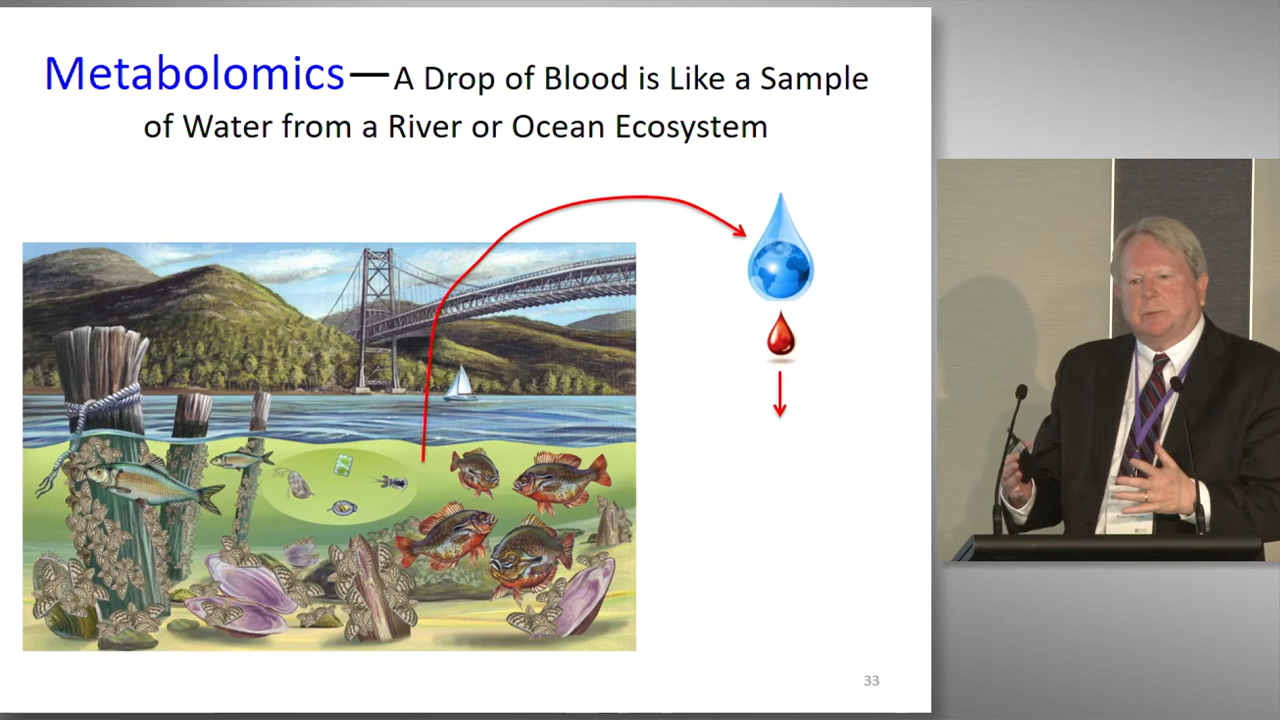 Metabolomics—A Drop of Blood is Like a Sample
of Water from a River or Ocean Ecosystem
33